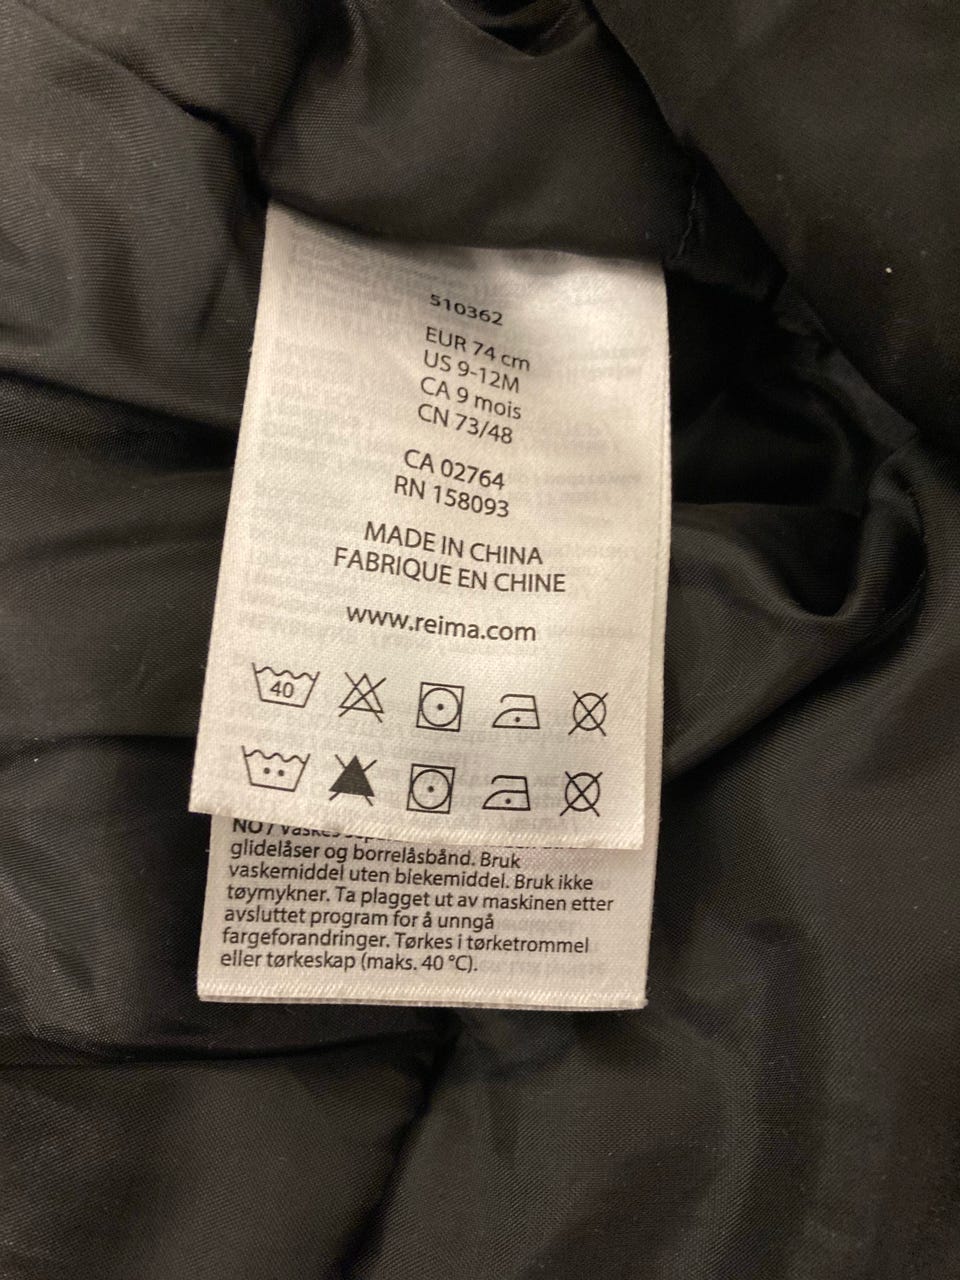 510362
EUR 74 cm
US 9-12M
CA 9 mois
CN 73/48
CA 02764
RN 158093
MADE IN CHINA
FABRIQUE EN CHINE
www.reima.com
40
NO / Vaskes
glidelåser og borrelåsbånd. Bruk
vaskemiddel uten blekemiddel. Bruk ikke
tøymykner. Ta plagget ut av maskinen etter
avsluttet program for å unngå
fargeforandringer. Tørkes i tørketrommel
eller tørkeskap (maks. 40 °C).